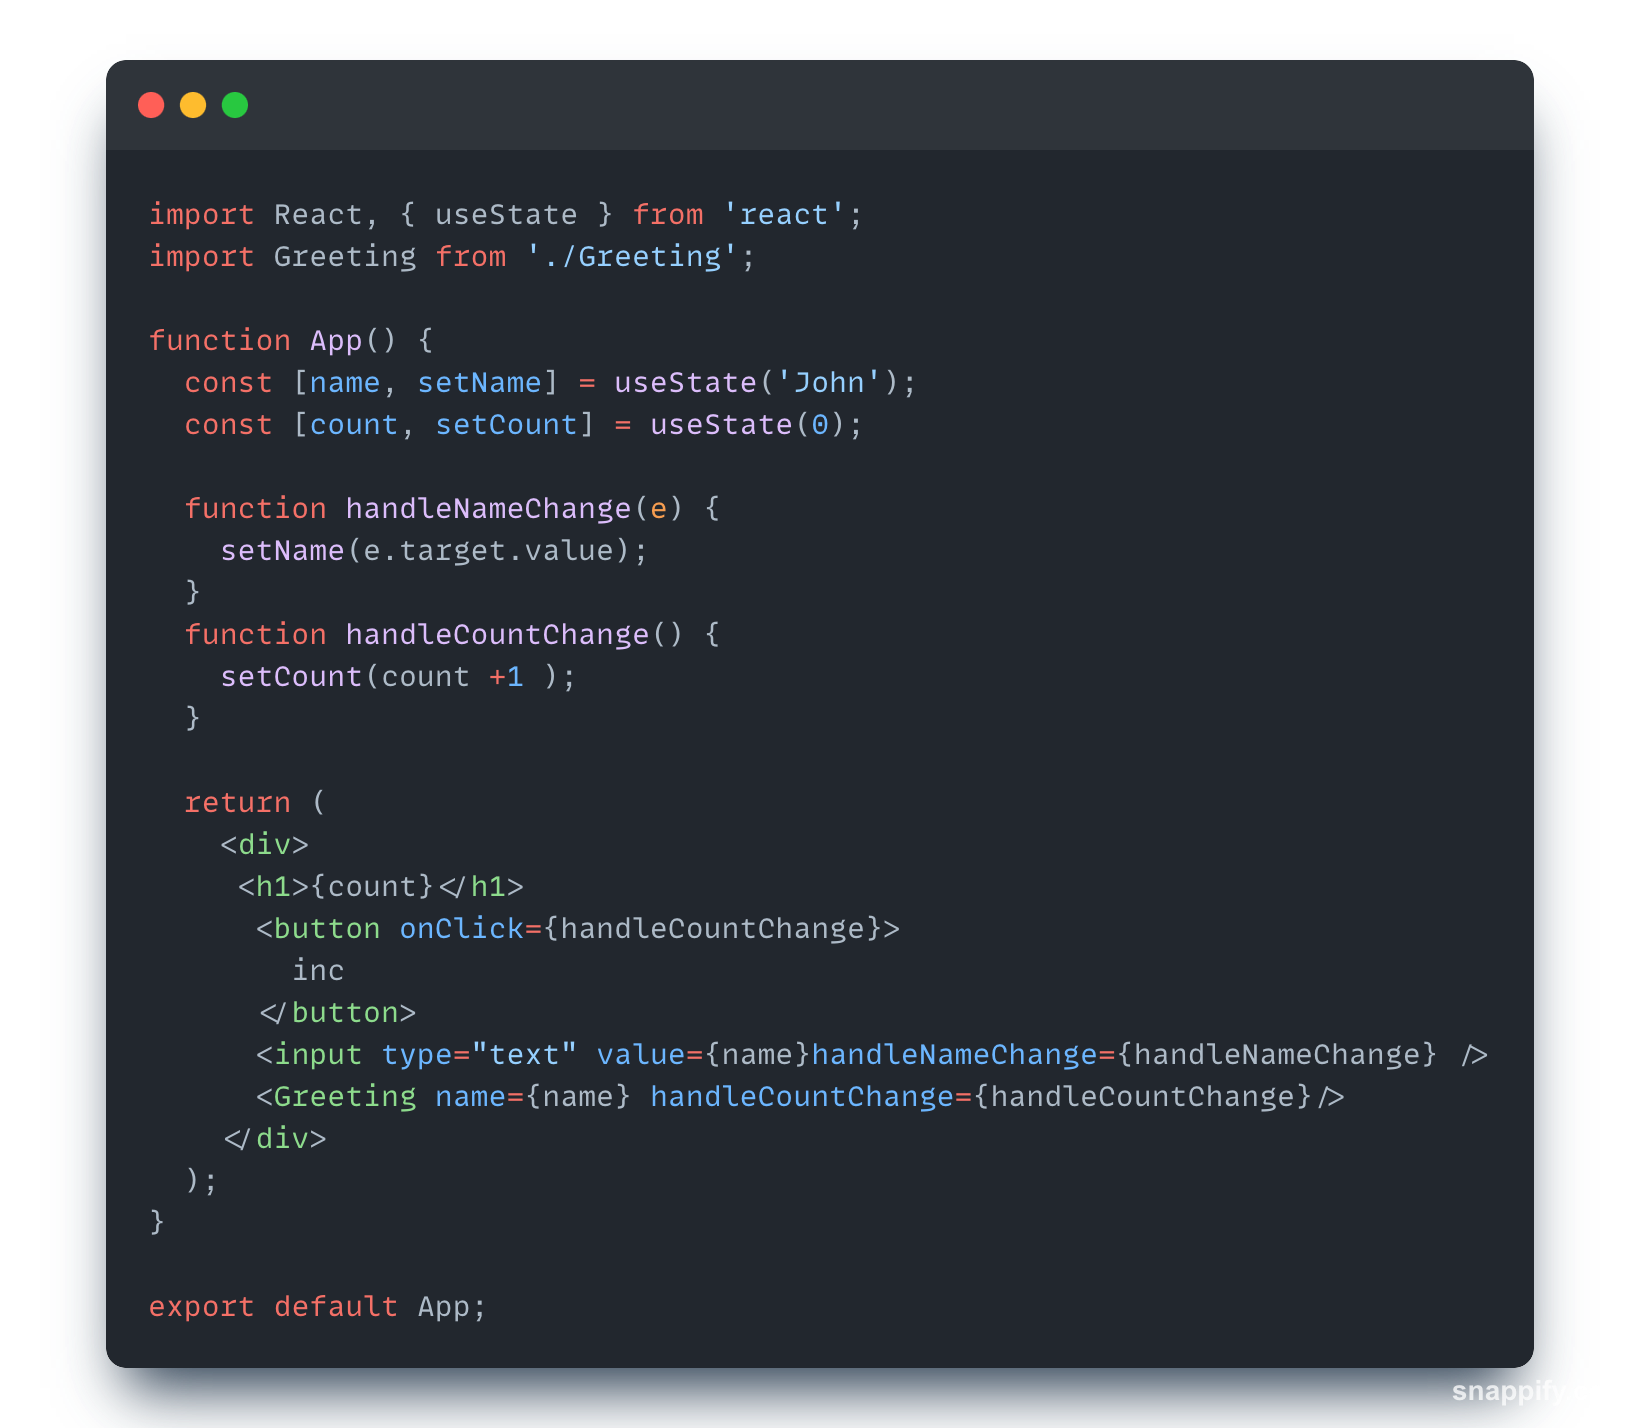 import React, { useState } from 'react';
import Greeting from './Greeting';

function App() {
  const [name, setName] = useState('John');
  const [count, setCount] = useState(0);

  function handleNameChange(e) {
    setName(e.target.value);
  }
  function handleCountChange() {
    setCount(count +1 );
  }

  return (
    <div>
     <h1>{count}</h1>
      <button onClick={handleCountChange}>
        inc
      </button>
      <input type="text" value={name}handleNameChange={handleNameChange} />
      <Greeting name={name} handleCountChange={handleCountChange}/>
    </div>
  );
}

export default App;
snappify